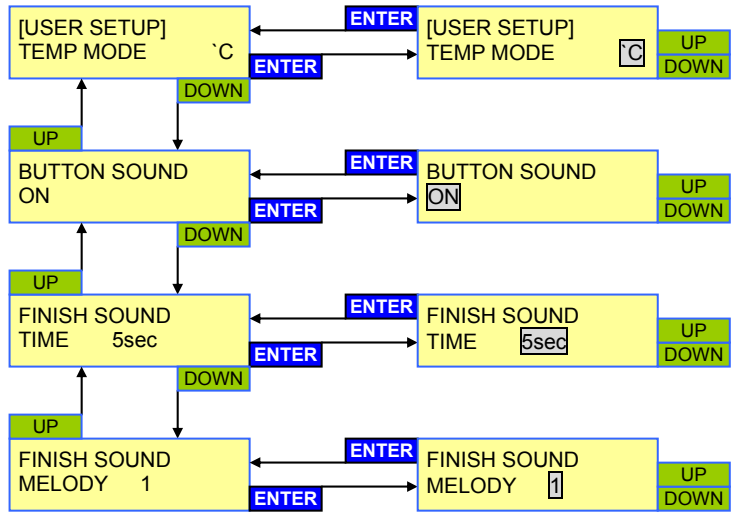 ENTER
[USER SETUP]
TEMP MODE `C
ENTER
[USER SETUP]
TEMP MODE `C
UP
DOWN
DOWN
UP
BUTTON SOUND
ON
ENTER
ENTER
BUTTON SOUND
ON
UP
DOWN
DOWN
UP
FINISH SOUND
TIME 5sec
ENTER
ENTER
FINISH SOUND
TIME 5sec
UP
DOWN
DOWN
UP
FINISH SOUND
MELODY 1
ENTER
ENTER
FINISH SOUND
MELODY 1
UP
DOWN